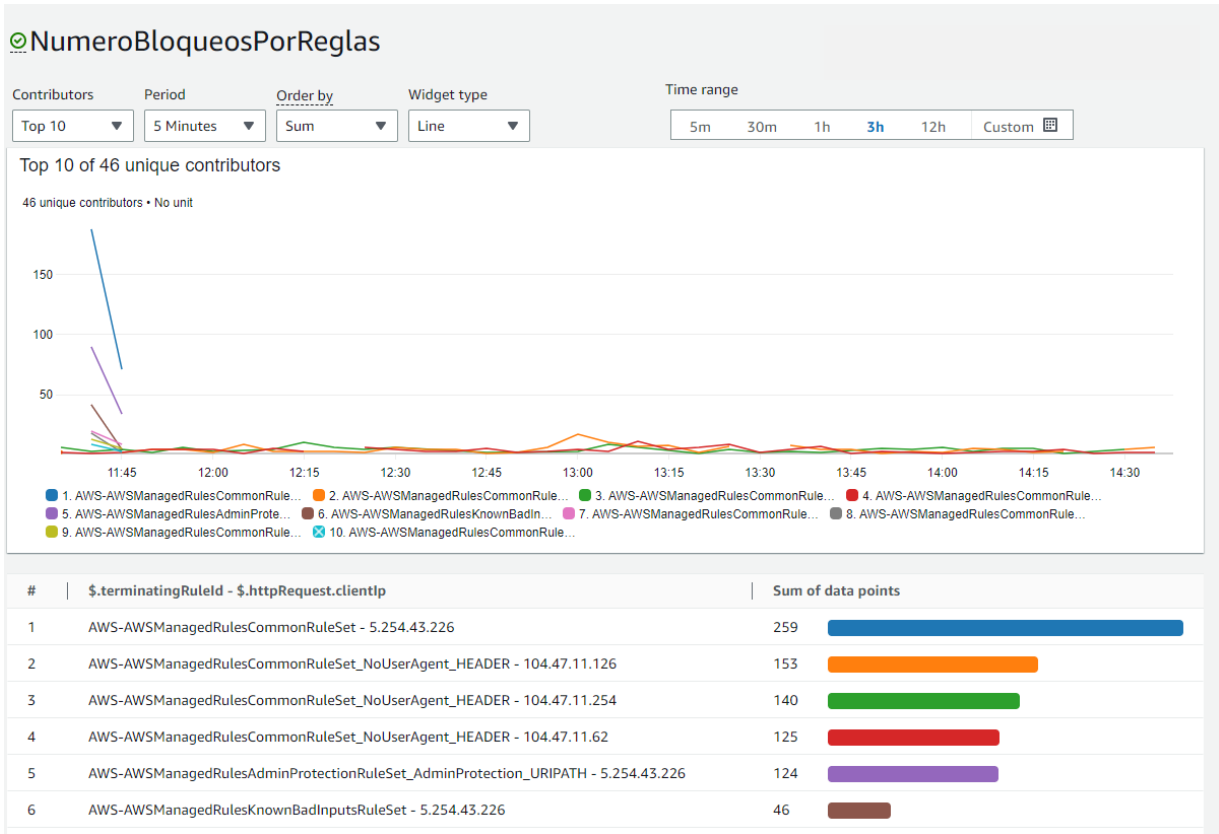 NumeroBloqueosPorReglas
Contributors Period Order by Widget type Time range
Top 10 5 Minutes Sum Line 5m 30m 1h 3h 12h Custom
Top 10 of 46 unique contributors
46 unique contributors • No unit
150
100
50
11:45 12:00 12:15 12:30 12:45 13:00 13:15 13:30 13:45 14:00 14:15 14:30
1. AWS-AWSManagedRulesCommonRule... 2. AWS-AWSManagedRulesCommonRule... 3. AWS-AWSManagedRulesCommonRule... 4. AWS-AWSManagedRulesCommonRule...
5. AWS-AWSManagedRulesAdminProte... 6. AWS-AWSManagedRulesKnownBadIn... 7. AWS-AWSManagedRulesCommonRule... 8. AWS-AWSManagedRulesCommonRule...
9. AWS-AWSManagedRulesCommonRule... 10. AWS-AWSManagedRulesCommonRule...
# $.terminatingRuleId - $.httpRequest.clientIp Sum of data points
1 AWS-AWSManagedRulesCommonRuleSet - 5.254.43.226 259
2 AWS-AWSManagedRulesCommonRuleSet_NoUserAgent_HEADER - 104.47.11.126 153
3 AWS-AWSManagedRulesCommonRuleSet_NoUserAgent_HEADER - 104.47.11.254 140
4 AWS-AWSManagedRulesCommonRuleSet_NoUserAgent_HEADER - 104.47.11.62 125
5 AWS-AWSManagedRulesAdminProtectionRuleSet_AdminProtection_URIPATH - 5.254.43.226 124
6 AWS-AWSManagedRulesKnownBadInputsRuleSet - 5.254.43.226 46